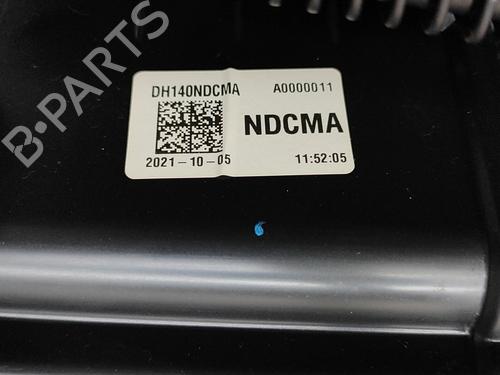 DH140NDCMA A0000011
NDCMA
2021-10-05 11:52:05
B-PARTS